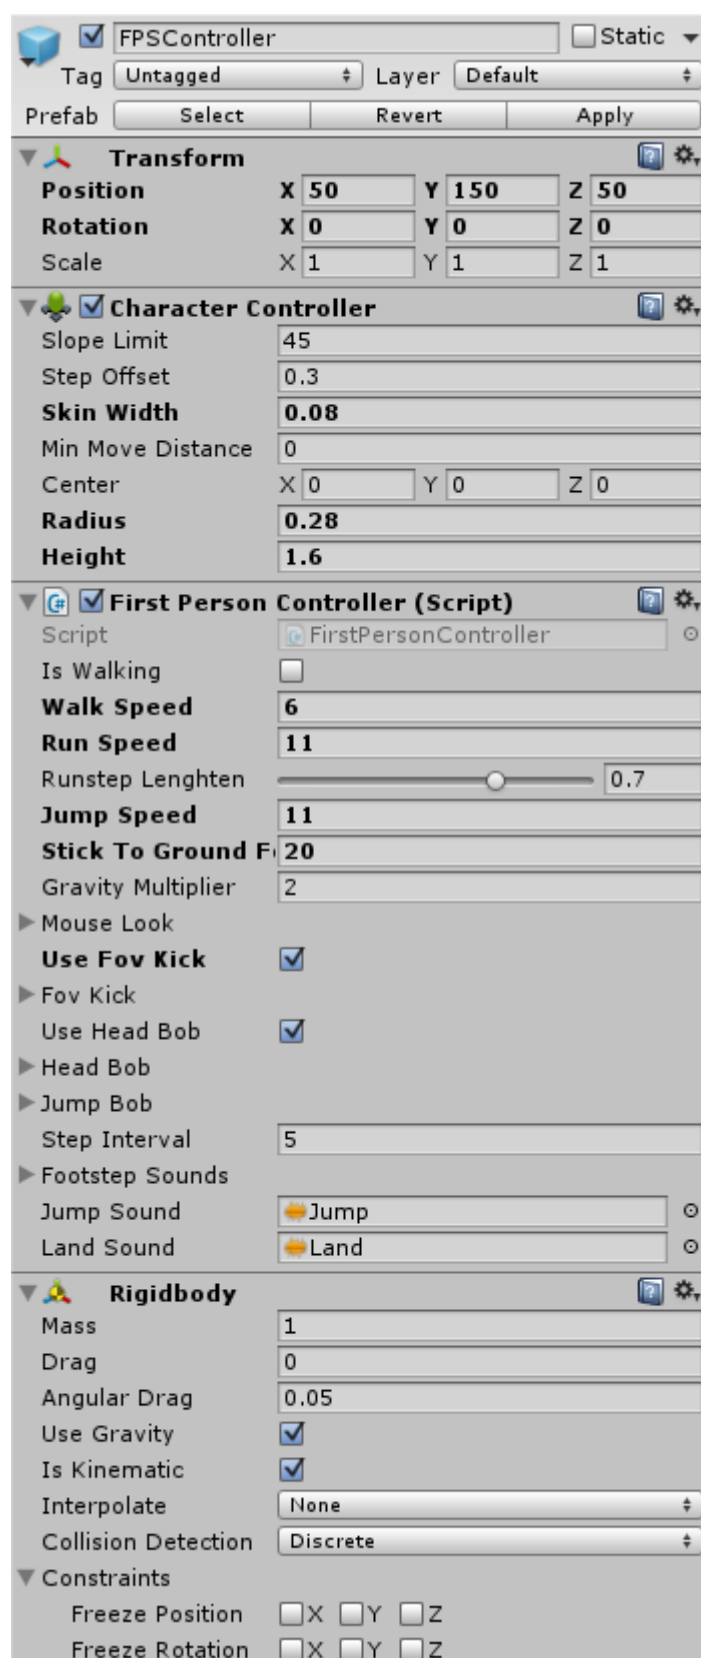 FPSController Static
Tag Untagged Layer Default
Prefab Select Revert Apply
Transform
Position X 50 Y 150 Z 50
Rotation X 0 Y 0 Z 0
Scale X 1 Y 1 Z 1
Character Controller
Slope Limit 45
Step Offset 0.3
Skin Width 0.08
Min Move Distance 0
Center X 0 Y 0 Z 0
Radius 0.28
Height 1.6
First Person Controller (Script)
Script FirstPersonController
Is Walking
Walk Speed 6
Run Speed 11
Runstep Lenghten 0.7
Jump Speed 11
Stick To Ground Fo 20
Gravity Multiplier 2
Mouse Look
Use Fov Kick
Fov Kick
Use Head Bob
Head Bob
Jump Bob
Step Interval 5
Footstep Sounds
Jump Sound Jump
Land Sound Land
Rigidbody
Mass 1
Drag 0
Angular Drag 0.05
Use Gravity
Is Kinematic
Interpolate None
Collision Detection Discrete
Constraints
Freeze Position X Y Z
Freeze Rotation X Y Z